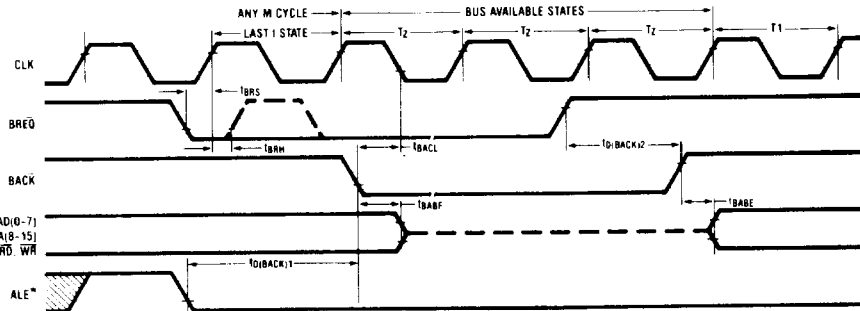 ANY M CYCLE
BUS AVAILABLE STATES
LAST t STATE
TZ
TZ
TZ
T1
CLK
tBRS
BREQ
tBRH
tBACL
tD(BACK)2
BACK
tBABF
tBABE
AD(0-7)
A(8-15)
RD, WR
tD(BACK)1
ALE*